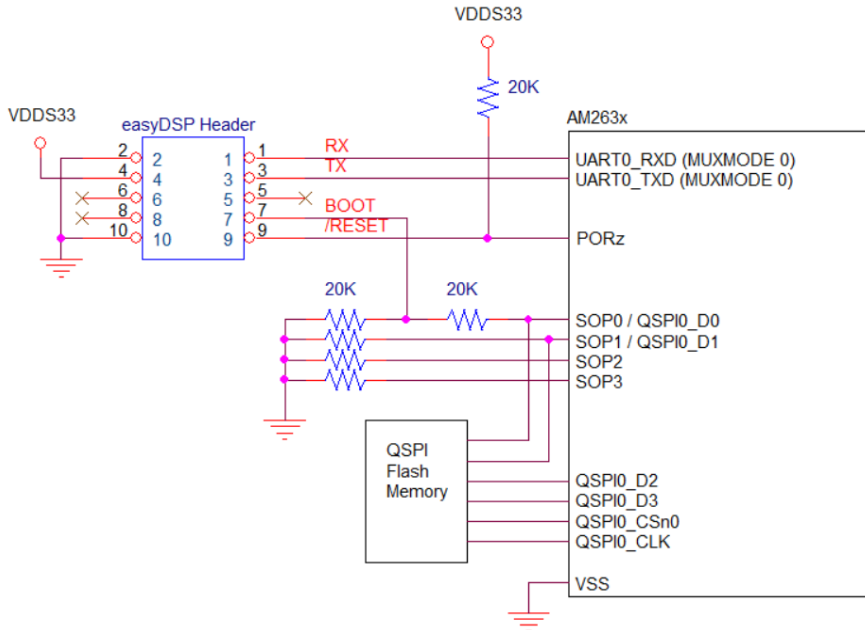 VDDS33
20K
VDDS33
easyDSP Header
AM263x
2 2 1 1 RX UART0_RXD (MUXMODE 0)
4 4 3 3 TX UART0_TXD (MUXMODE 0)
6 6 5 5
8 8 7 7 BOOT
10 10 9 9 /RESET PORz
20K 20K
SOP0 / QSPI0_D0
SOP1 / QSPI0_D1
SOP2
SOP3
QSPI
Flash
Memory
QSPI0_D2
QSPI0_D3
QSPI0_CSn0
QSPI0_CLK
VSS